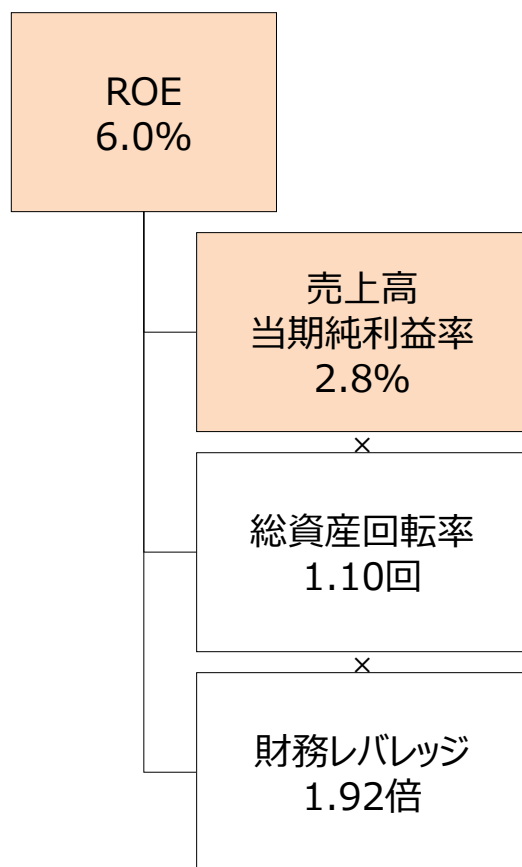 ROE
6.0%
売上高
当期純利益率
2.8%
×
総資産回転率
1.10回
×
財務レバレッジ
1.92倍